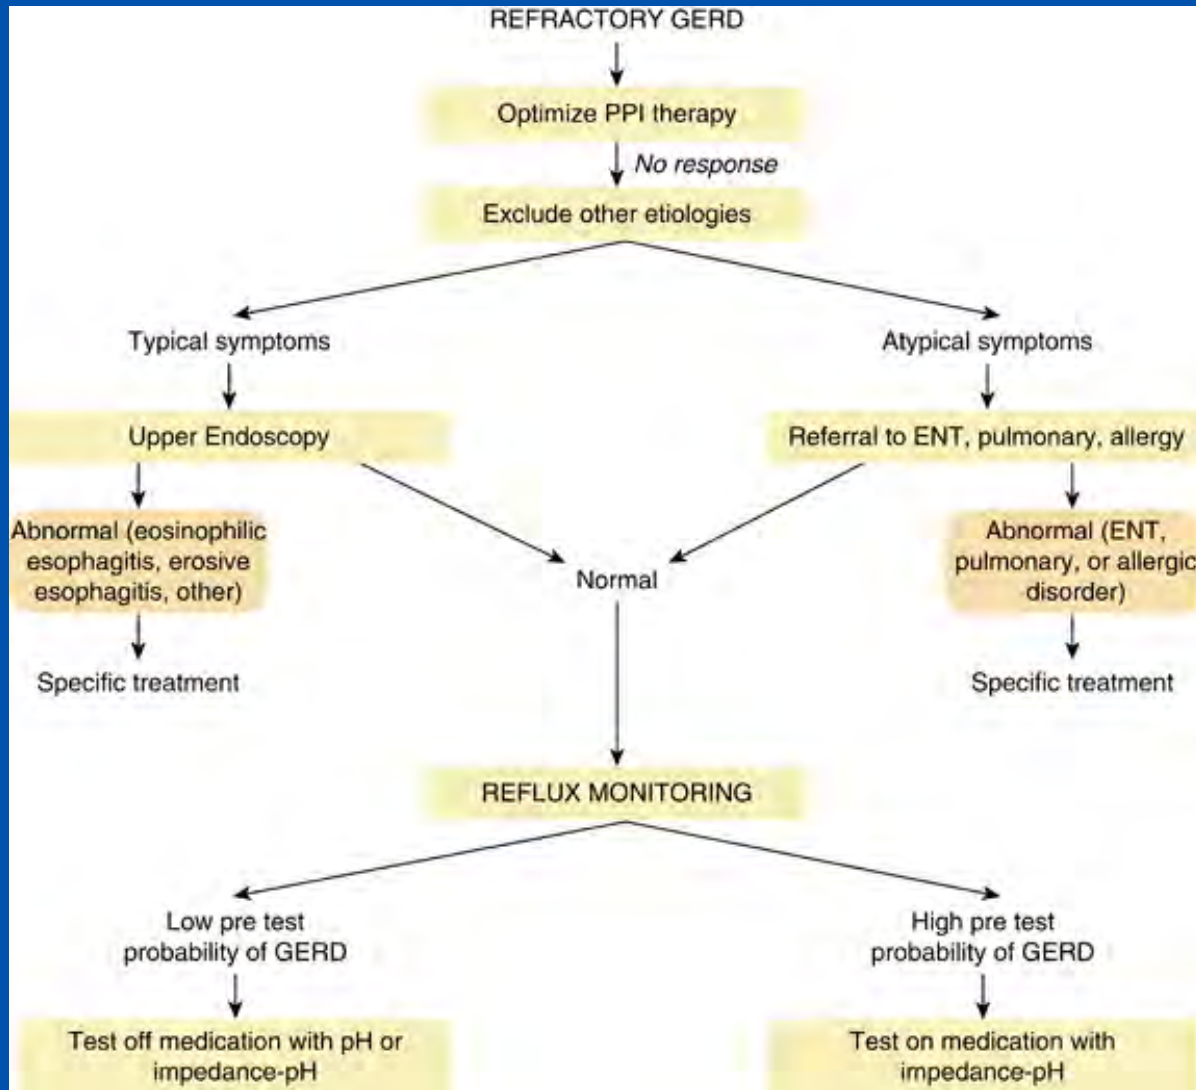 REFRACTORY GERD
Optimize PPI therapy
No response
Exclude other etiologies
Typical symptoms
Atypical symptoms
Upper Endoscopy
Referral to ENT, pulmonary, allergy
Abnormal (eosinophilic
esophagitis, erosive
esophagitis, other)
Normal
Abnormal (ENT,
pulmonary, or allergic
disorder)
Specific treatment
Specific treatment
REFLUX MONITORING
Low pre test
probability of GERD
High pre test
probability of GERD
Test off medication with pH or
impedance-pH
Test on medication with
impedance-pH